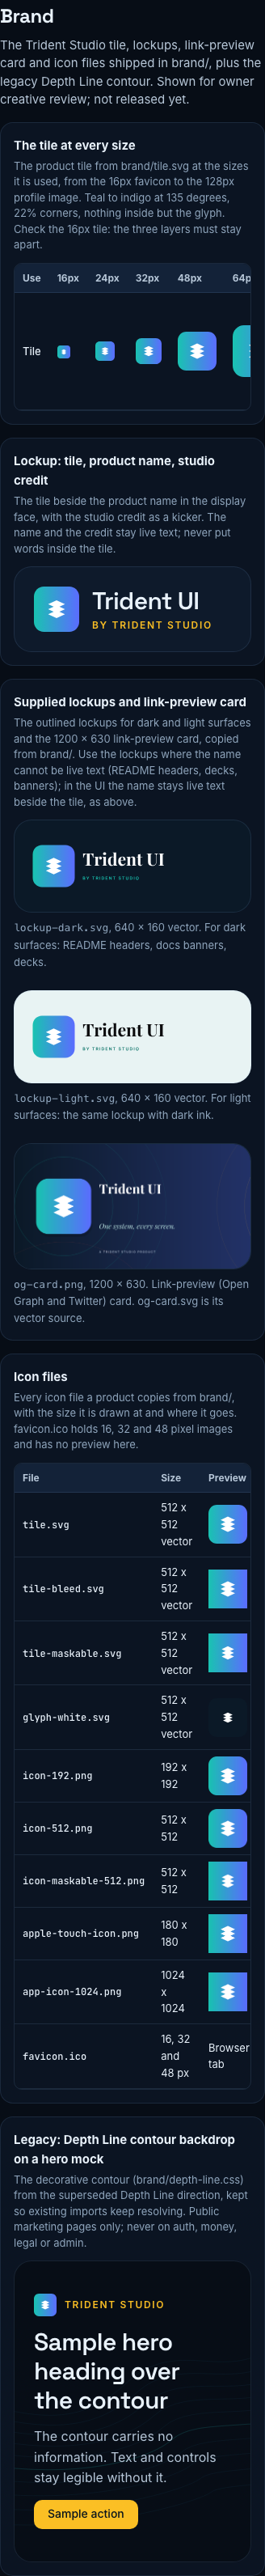 Brand
The Trident Studio tile, lockups, link-preview
card and icon files shipped in brand/, plus the
legacy Depth Line contour. Shown for owner
creative review; not released yet.
The tile at every size
The product tile from brand/tile.svg at the sizes
it is used, from the 16px favicon to the 128px
profile image. Teal to indigo at 135 degrees,
22% corners, nothing inside but the glyph.
Check the 16px tile: the three layers must stay
apart.
Use 16px 24px 32px 48px 64p
Tile
Lockup: tile, product name, studio
credit
The tile beside the product name in the display
face, with the studio credit as a kicker. The
name and the credit stay live text; never put
words inside the tile.
Trident UI
BY TRIDENT STUDIO
Supplied lockups and link-preview card
The outlined lockups for dark and light surfaces
and the 1200 × 630 link-preview card, copied
from brand/. Use the lockups where the name
cannot be live text (README headers, decks,
banners); in the UI the name stays live text
beside the tile, as above.
Trident UI
BY TRIDENT STUDIO
lockup-dark.svg, 640 × 160 vector. For dark
surfaces: README headers, docs banners,
decks.
Trident UI
BY TRIDENT STUDIO
lockup-light.svg, 640 × 160 vector. For light
surfaces: the same lockup with dark ink.
Trident UI
One system, every screen.
A TRIDENT STUDIO PRODUCT
og-card.png, 1200 × 630. Link-preview (Open
Graph and Twitter) card. og-card.svg is its
vector source.
Icon files
Every icon file a product copies from brand/,
with the size it is drawn at and where it goes.
favicon.ico holds 16, 32 and 48 pixel images
and has no preview here.
File Size Preview
tile.svg 512 x 512 vector
tile-bleed.svg 512 x 512 vector
tile-maskable.svg 512 x 512 vector
glyph-white.svg 512 x 512 vector
icon-192.png 192 x 192
icon-512.png 512 x 512
icon-maskable-512.png 512 x 512
apple-touch-icon.png 180 x 180
app-icon-1024.png 1024 x 1024
favicon.ico 16, 32 and 48 px Browser tab
Legacy: Depth Line contour backdrop
on a hero mock
The decorative contour (brand/depth-line.css)
from the superseded Depth Line direction, kept
so existing imports keep resolving. Public
marketing pages only; never on auth, money,
legal or admin.
TRIDENT STUDIO
Sample hero
heading over
the contour
The contour carries no
information. Text and controls
stay legible without it.
Sample action